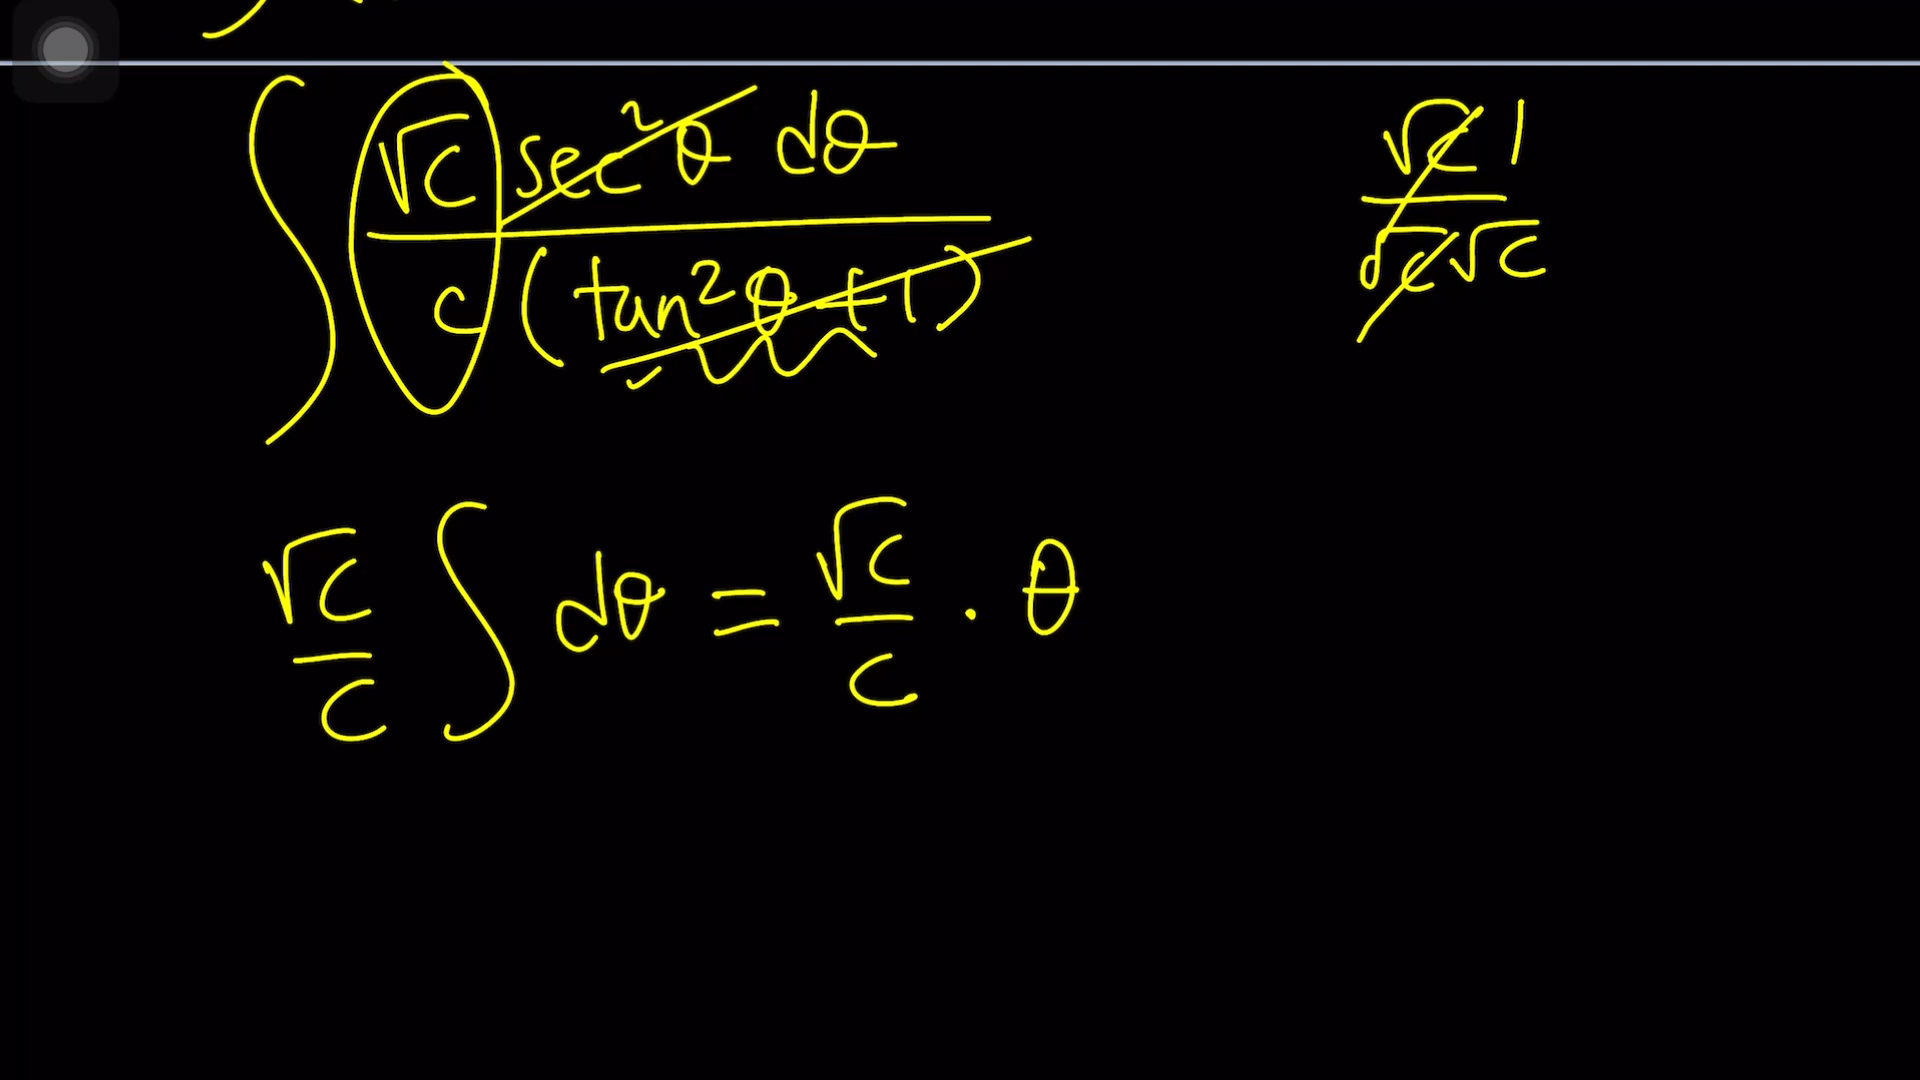 ∫ √c sec²θ dθ / c (tan²θ + 1)
√c 1 / √c √c
√c / c ∫ dθ = √c / c · θ